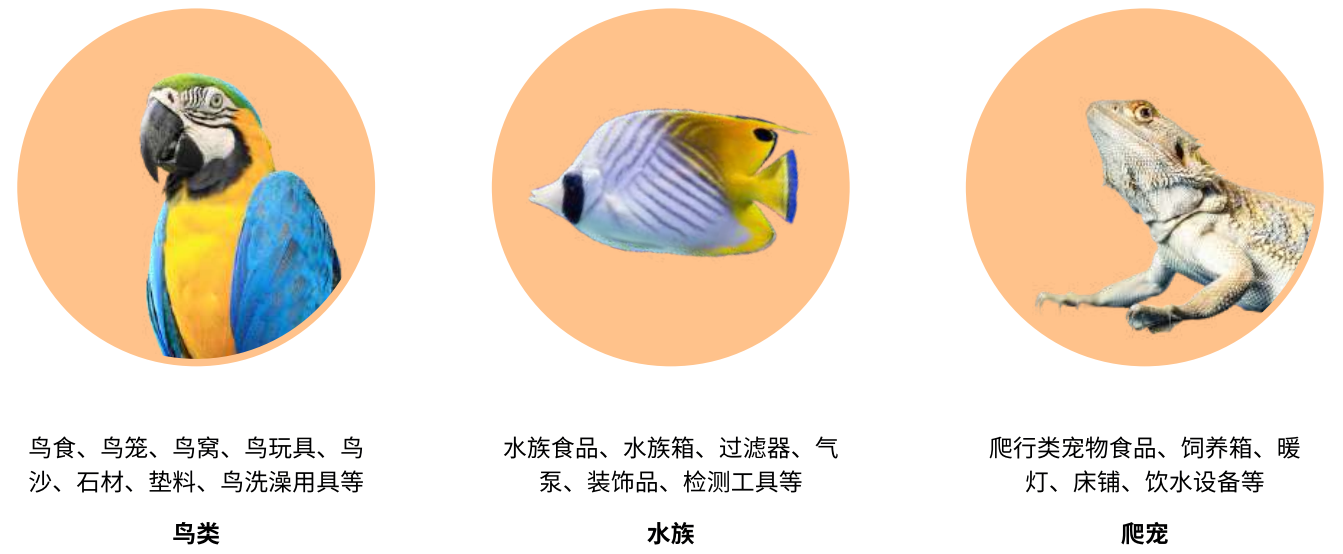 鸟食、鸟笼、鸟窝、鸟玩具、鸟
沙、石材、垫料、鸟洗澡用具等
鸟类
水族食品、水族箱、过滤器、气
泵、装饰品、检测工具等
水族
爬行类宠物食品、饲养箱、暖
灯、床铺、饮水设备等
爬宠